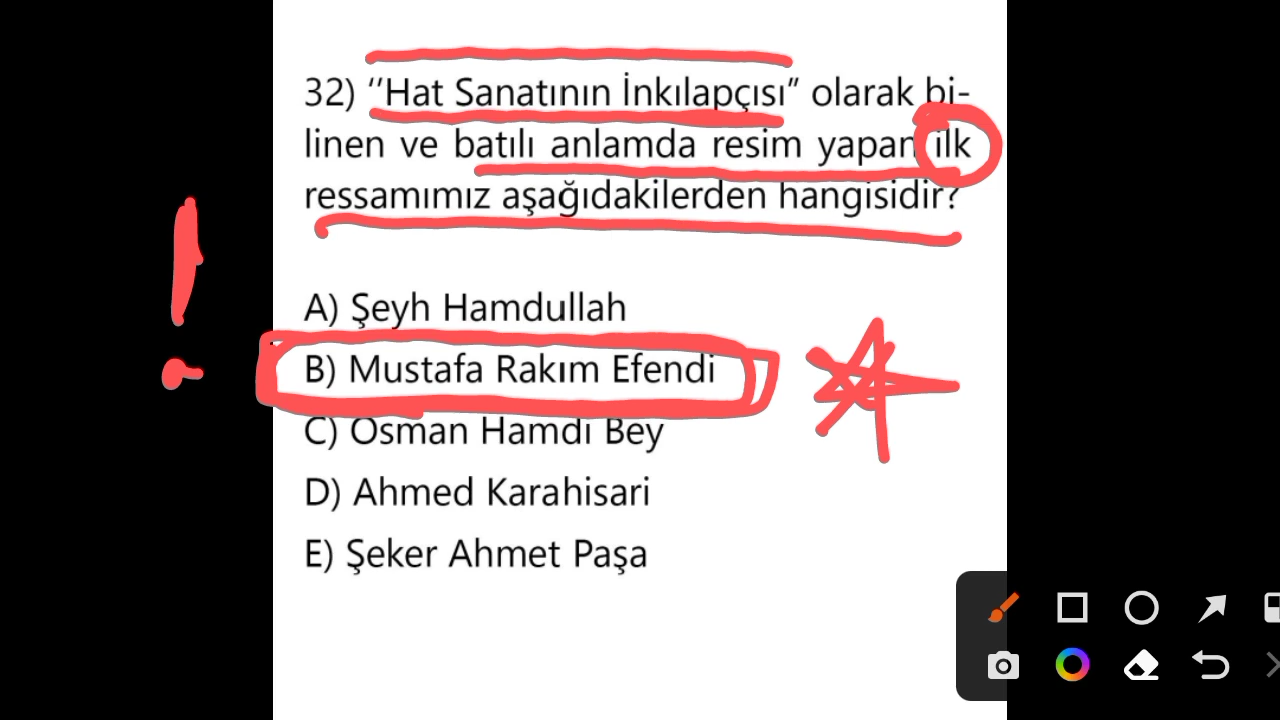 32) ‘‘Hat Sanatının İnkılapçısı” olarak bi-
linen ve batılı anlamda resim yapan ilk
ressamımız aşağıdakilerden hangisidir?
A) Şeyh Hamdullah
B) Mustafa Rakım Efendi
C) Osman Hamdi Bey
D) Ahmed Karahisari
E) Şeker Ahmet Paşa